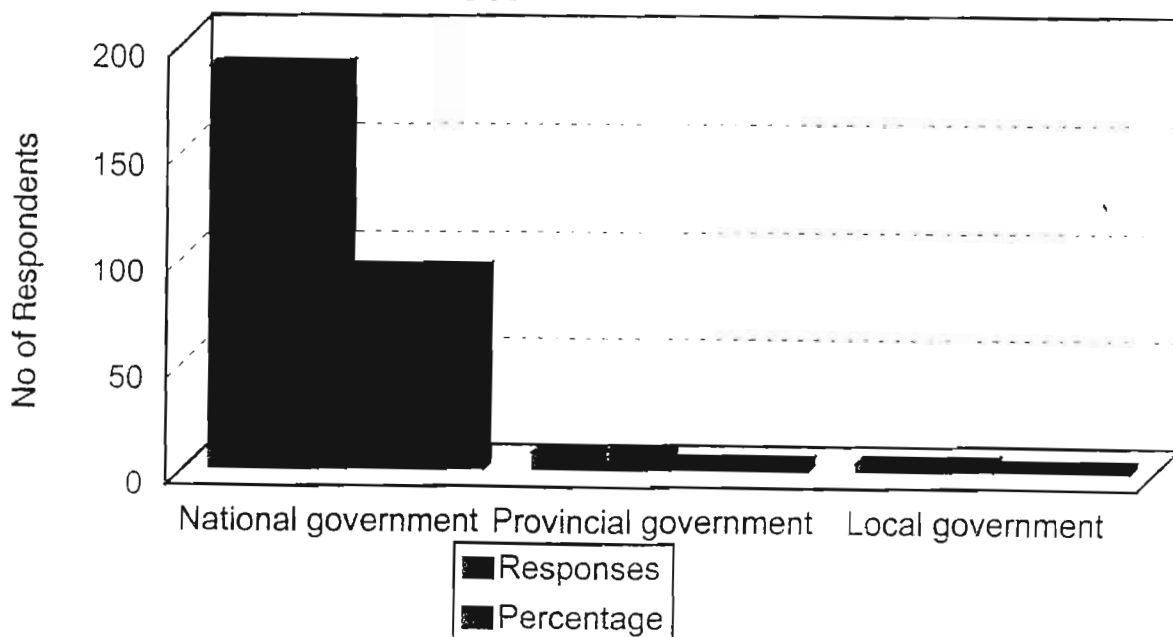 200
150
100
50
0
No of Respondents
National government Provincial government Local government
Responses
Percentage